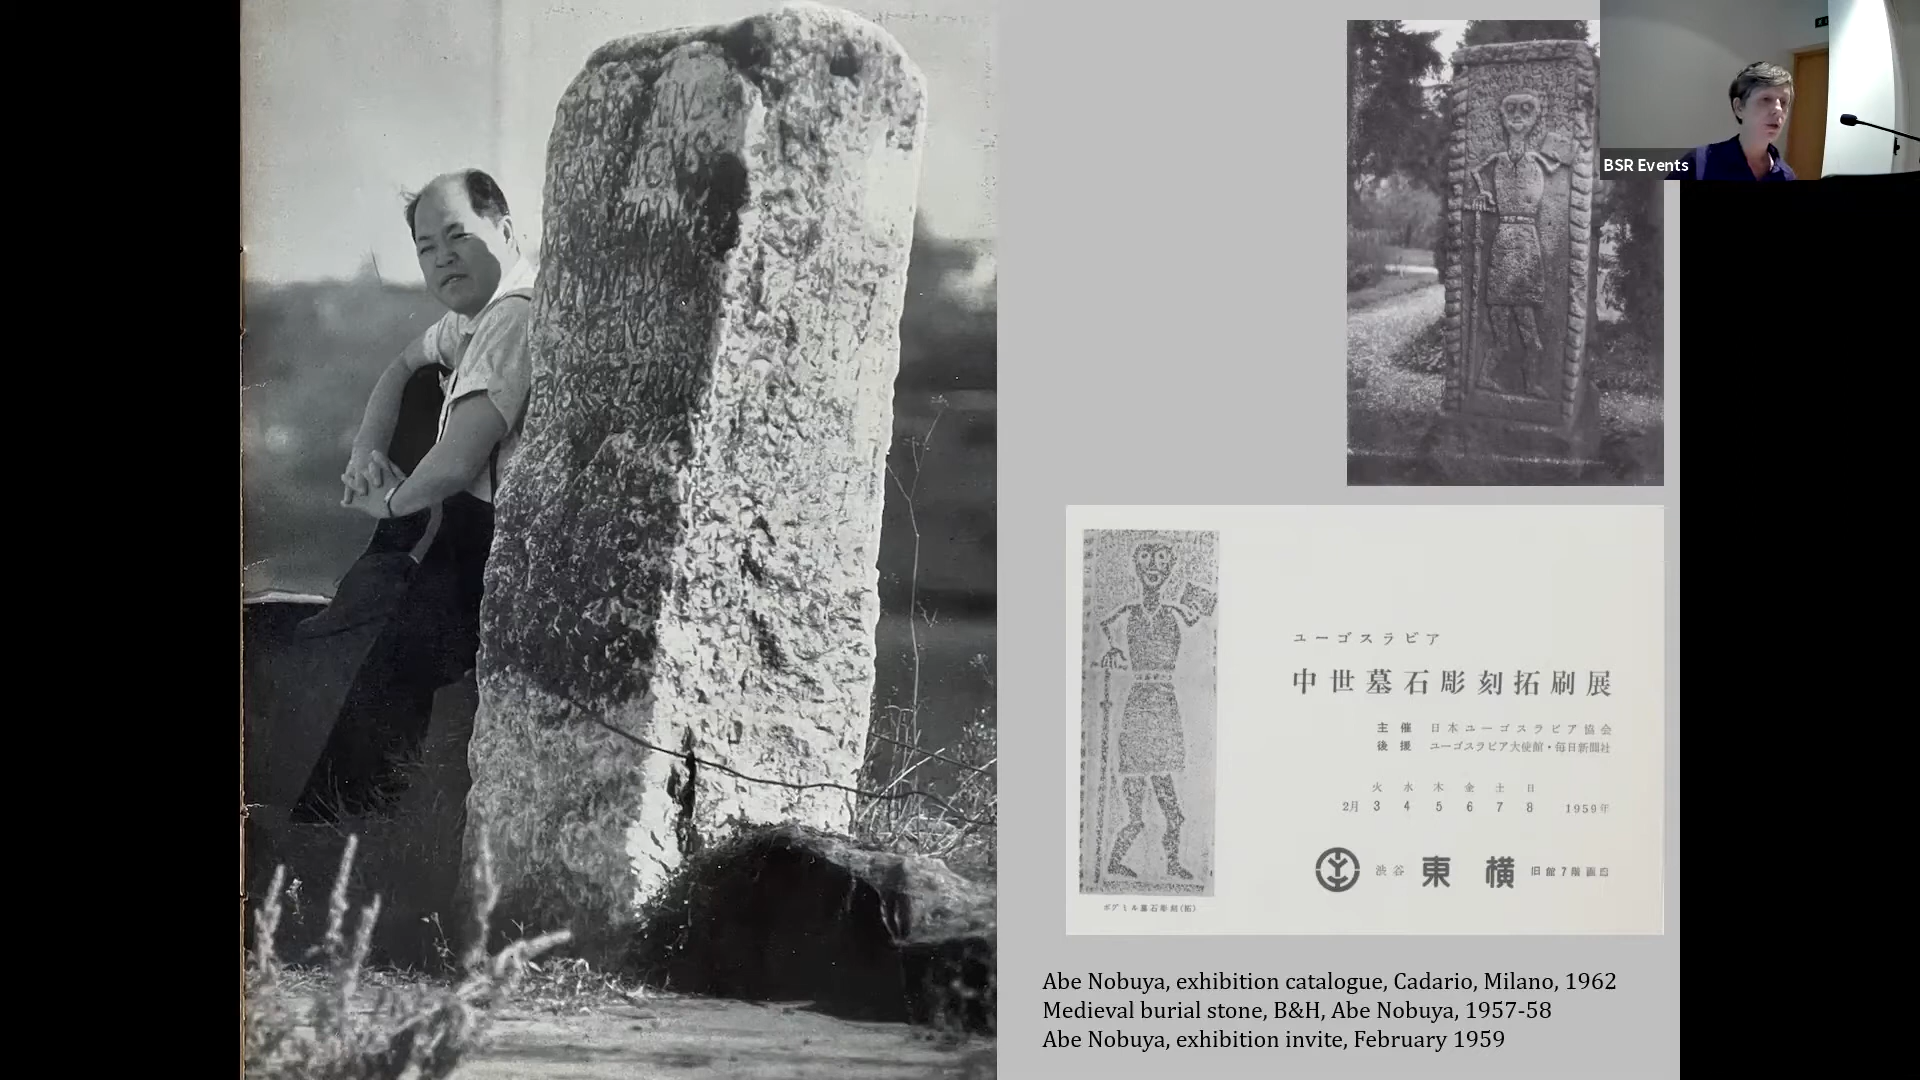 BSR Events
ユーゴスラビア
中世墓石彫刻拓刷展
主催 日本ユーゴスラビア協会
後援 ユーゴスラビア大使館・毎日新聞社
火 水 木 金 土 日
2月 3 4 5 6 7 8 1959年
渋谷 東横 旧館7階画廊
ボグミル墓石彫刻(拓)
Abe Nobuya, exhibition catalogue, Cadario, Milano, 1962
Medieval burial stone, B&H, Abe Nobuya, 1957-58
Abe Nobuya, exhibition invite, February 1959